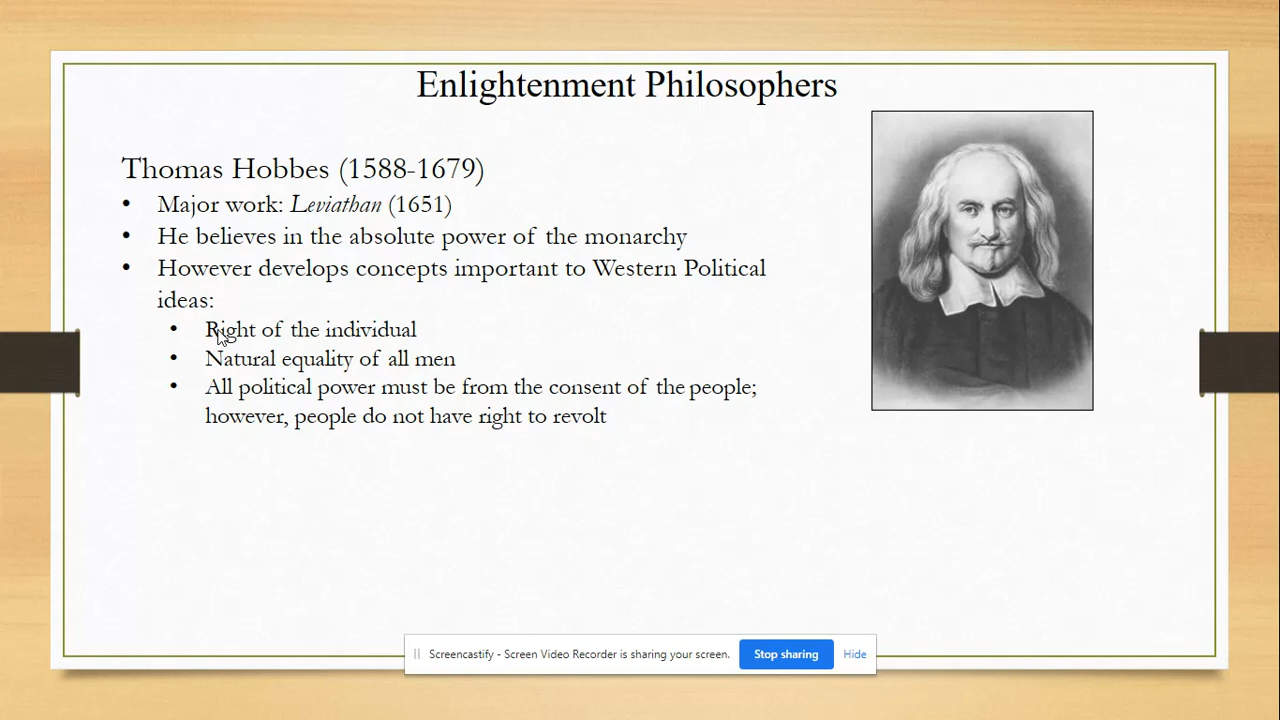 Enlightenment Philosophers
Thomas Hobbes (1588-1679)
• Major work: Leviathan (1651)
• He believes in the absolute power of the monarchy
• However develops concepts important to Western Political
ideas:
• Right of the individual
• Natural equality of all men
• All political power must be from the consent of the people;
however, people do not have right to revolt
Screencastify - Screen Video Recorder is sharing your screen. Stop sharing Hide